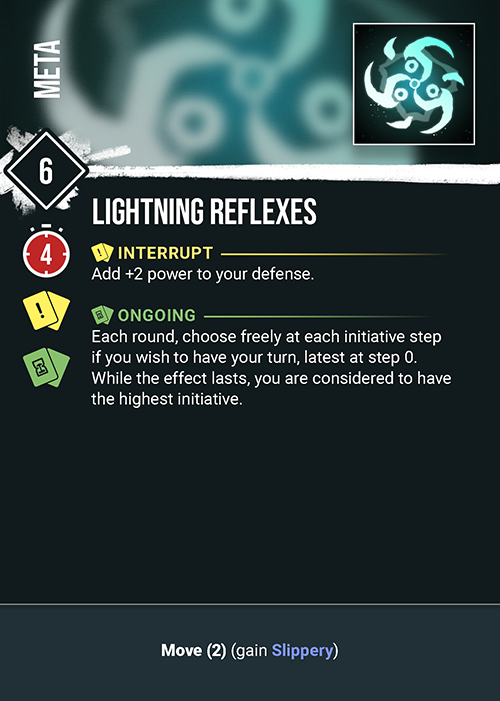 META
6
LIGHTNING REFLEXES
4
! INTERRUPT
Add +2 power to your defense.
!
ONGOING
Each round, choose freely at each initiative step
if you wish to have your turn, latest at step 0.
While the effect lasts, you are considered to have
the highest initiative.
Move (2) (gain Slippery)